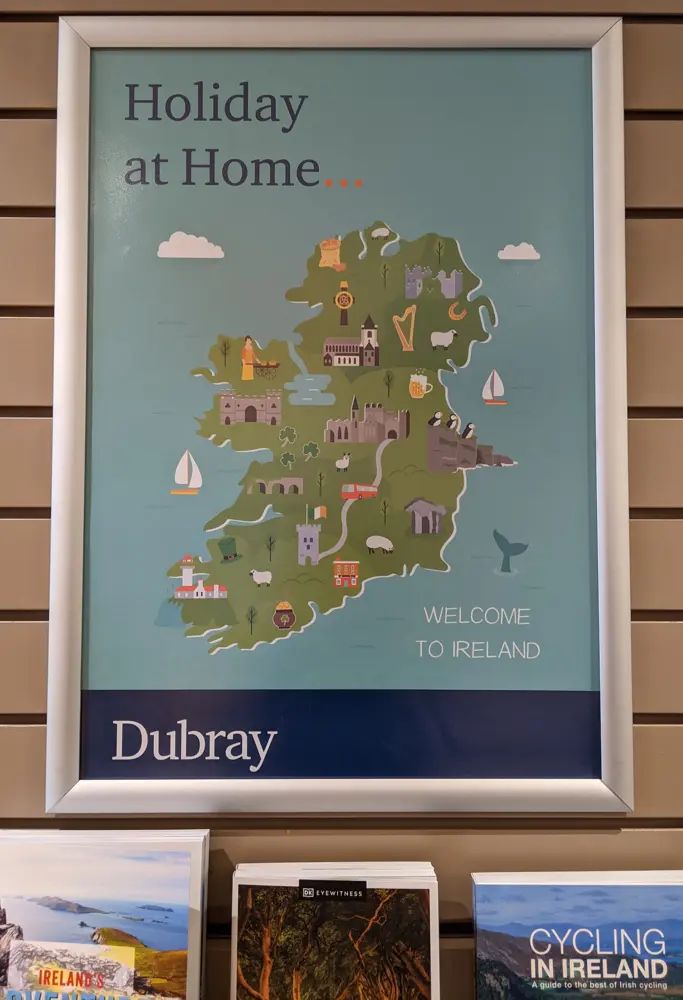 Holiday
at Home...
WELCOME
TO IRELAND
Dubray
IRELAND'S
DK EYEWITNESS
CYCLING
IN IRELAND
A guide to the best of Irish cycling